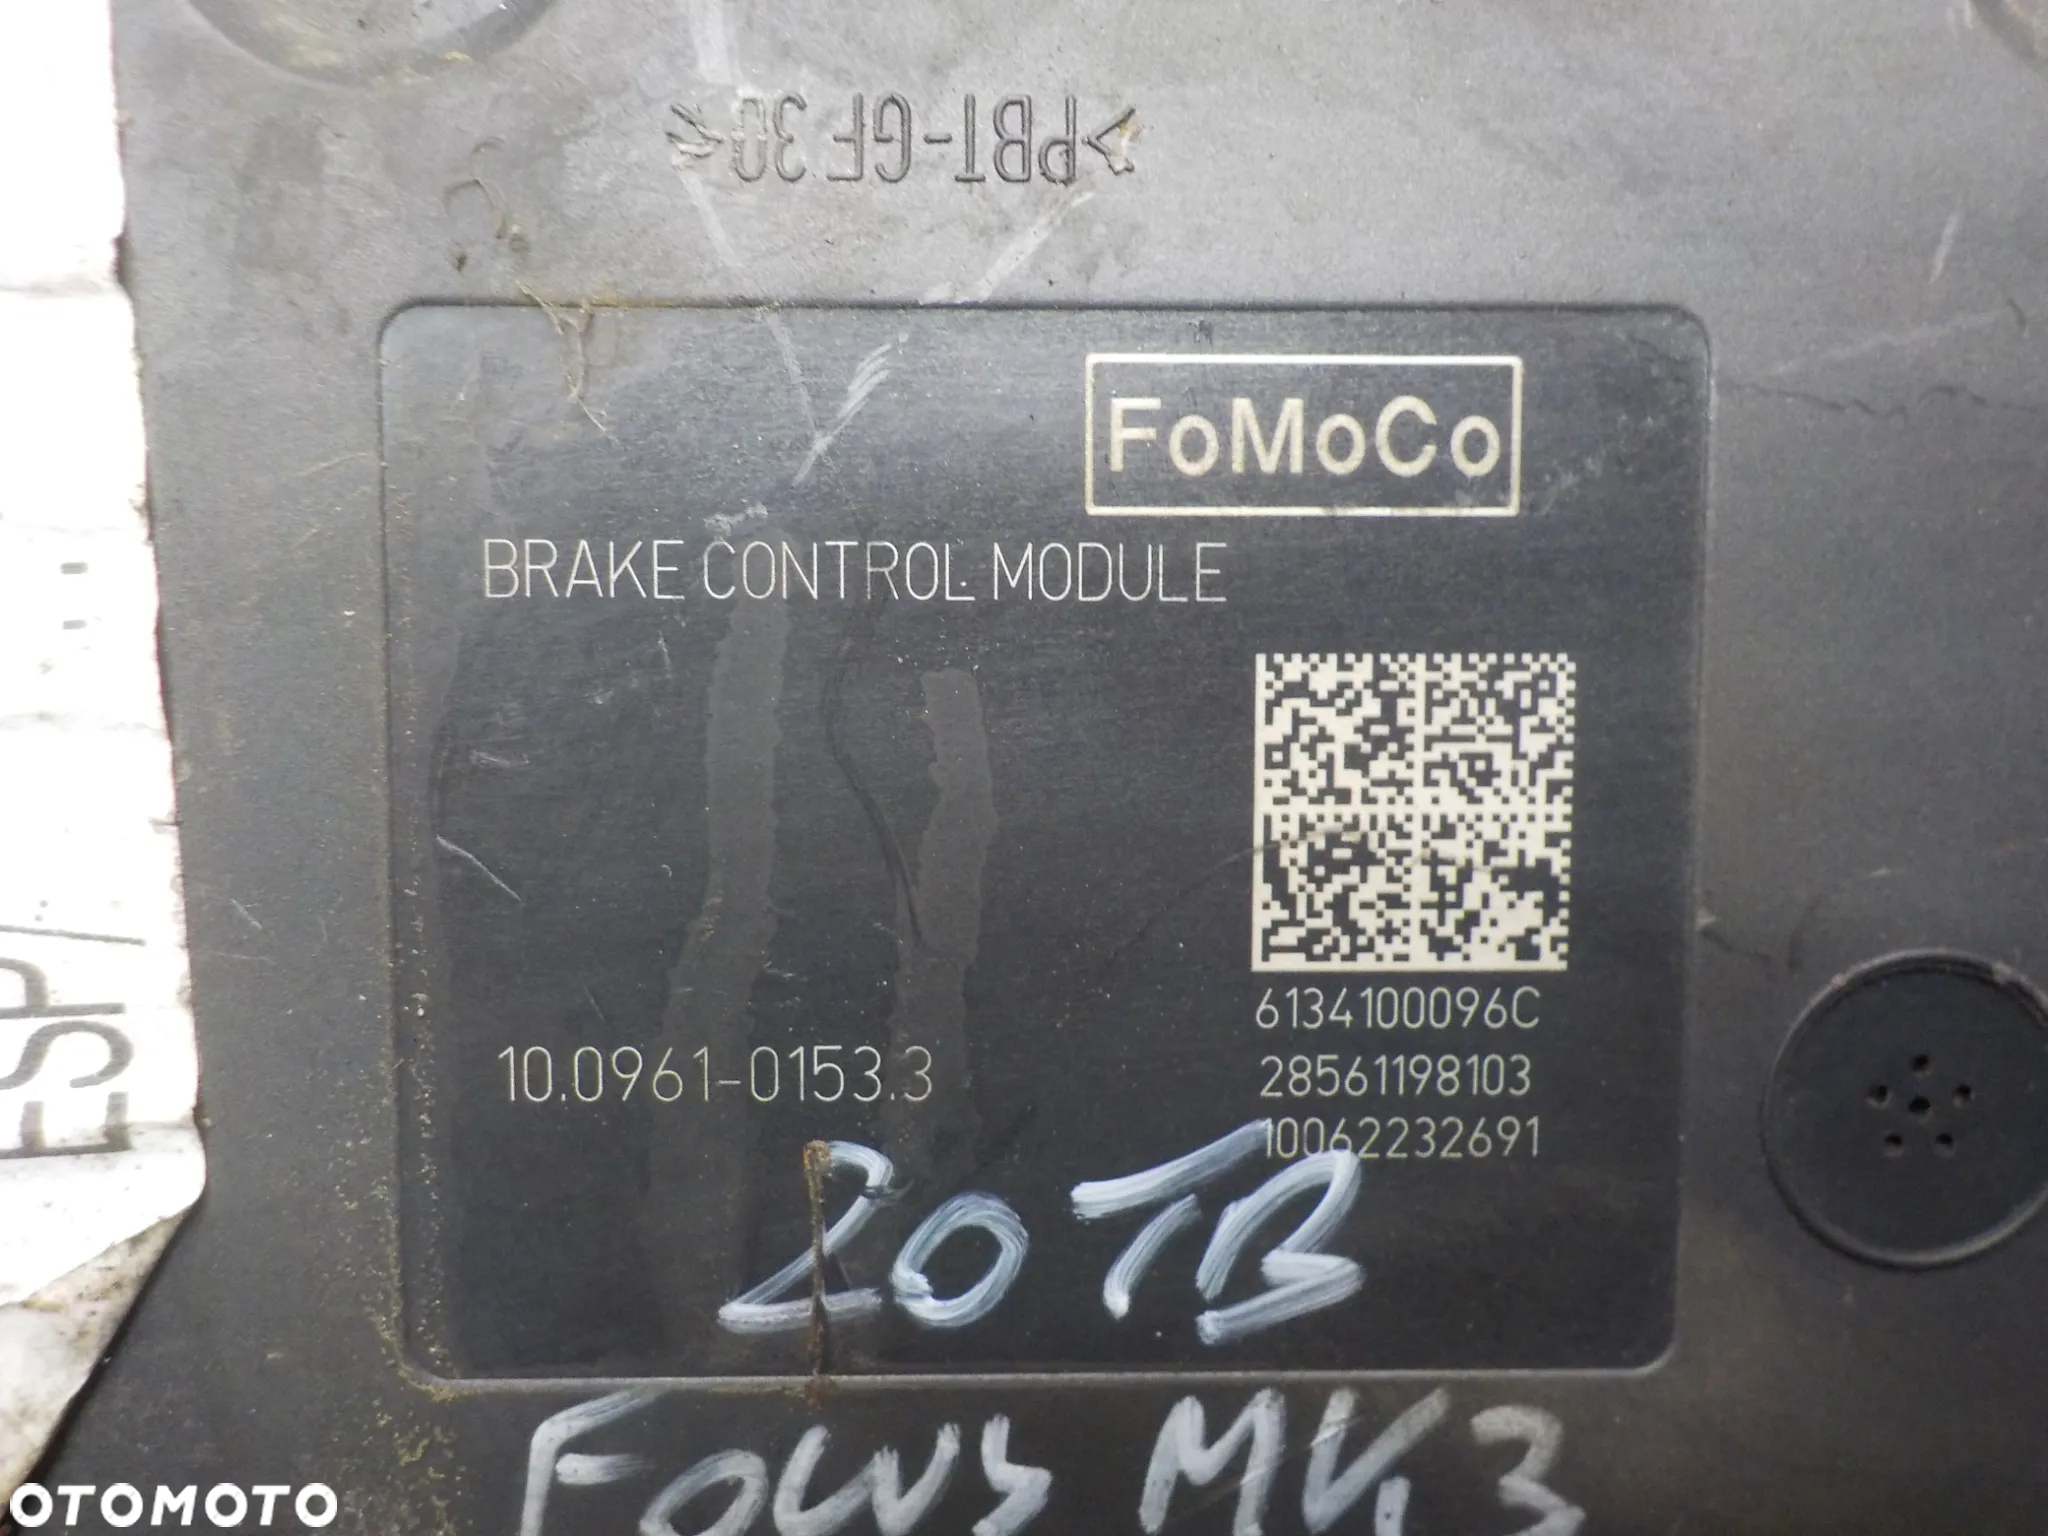 >PBT-GF30<
FoMoCo
BRAKE CONTROL MODULE
6134100096C
28561198103
10062232691
10.0961-0153.3
20TB
FOCUS MK3
ESP/
OTOMOTO